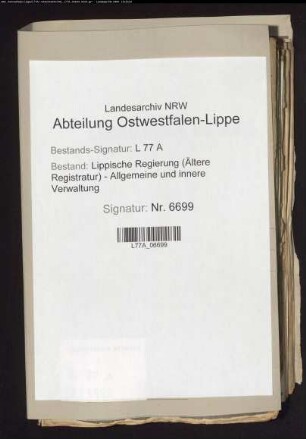 Landesarchiv NRW
Abteilung Ostwestfalen-Lippe
Bestands-Signatur: L 77 A
Bestand: Lippische Regierung (Ältere
Registratur) - Allgemeine und innere
Verwaltung
Signatur: Nr. 6699
L77A_06699